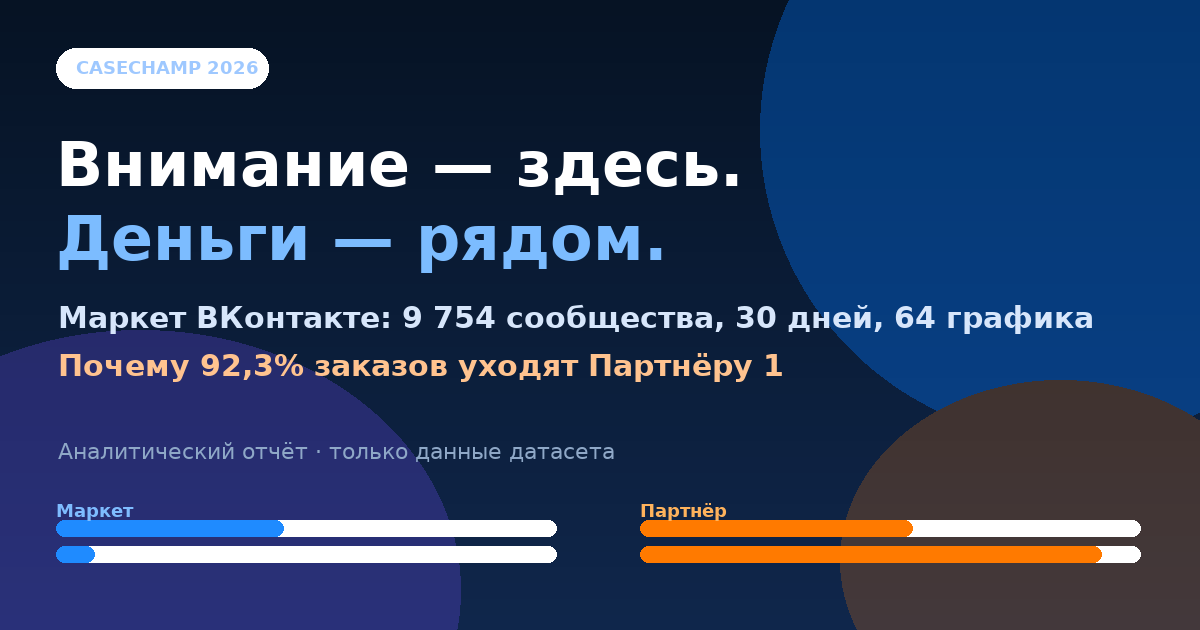 CASECHAMP 2026
Внимание — здесь.
Деньги — рядом.
Маркет ВКонтакте: 9 754 сообщества, 30 дней, 64 графика
Почему 92,3% заказов уходят Партнёру 1
Аналитический отчёт · только данные датасета
Маркет
Партнёр